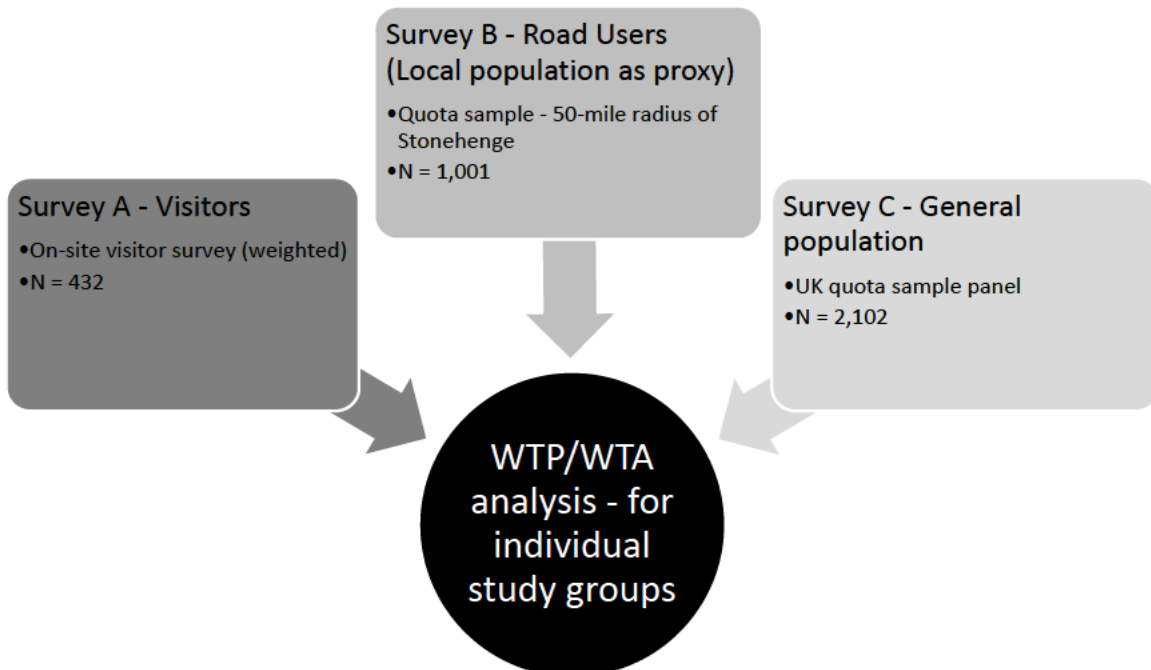 Survey A - Visitors
•On-site visitor survey (weighted)
•N = 432
Survey B - Road Users
(Local population as proxy)
•Quota sample - 50-mile radius of
Stonehenge
•N = 1,001
Survey C - General
population
•UK quota sample panel
•N = 2,102
WTP/WTA
analysis - for
individual
study groups